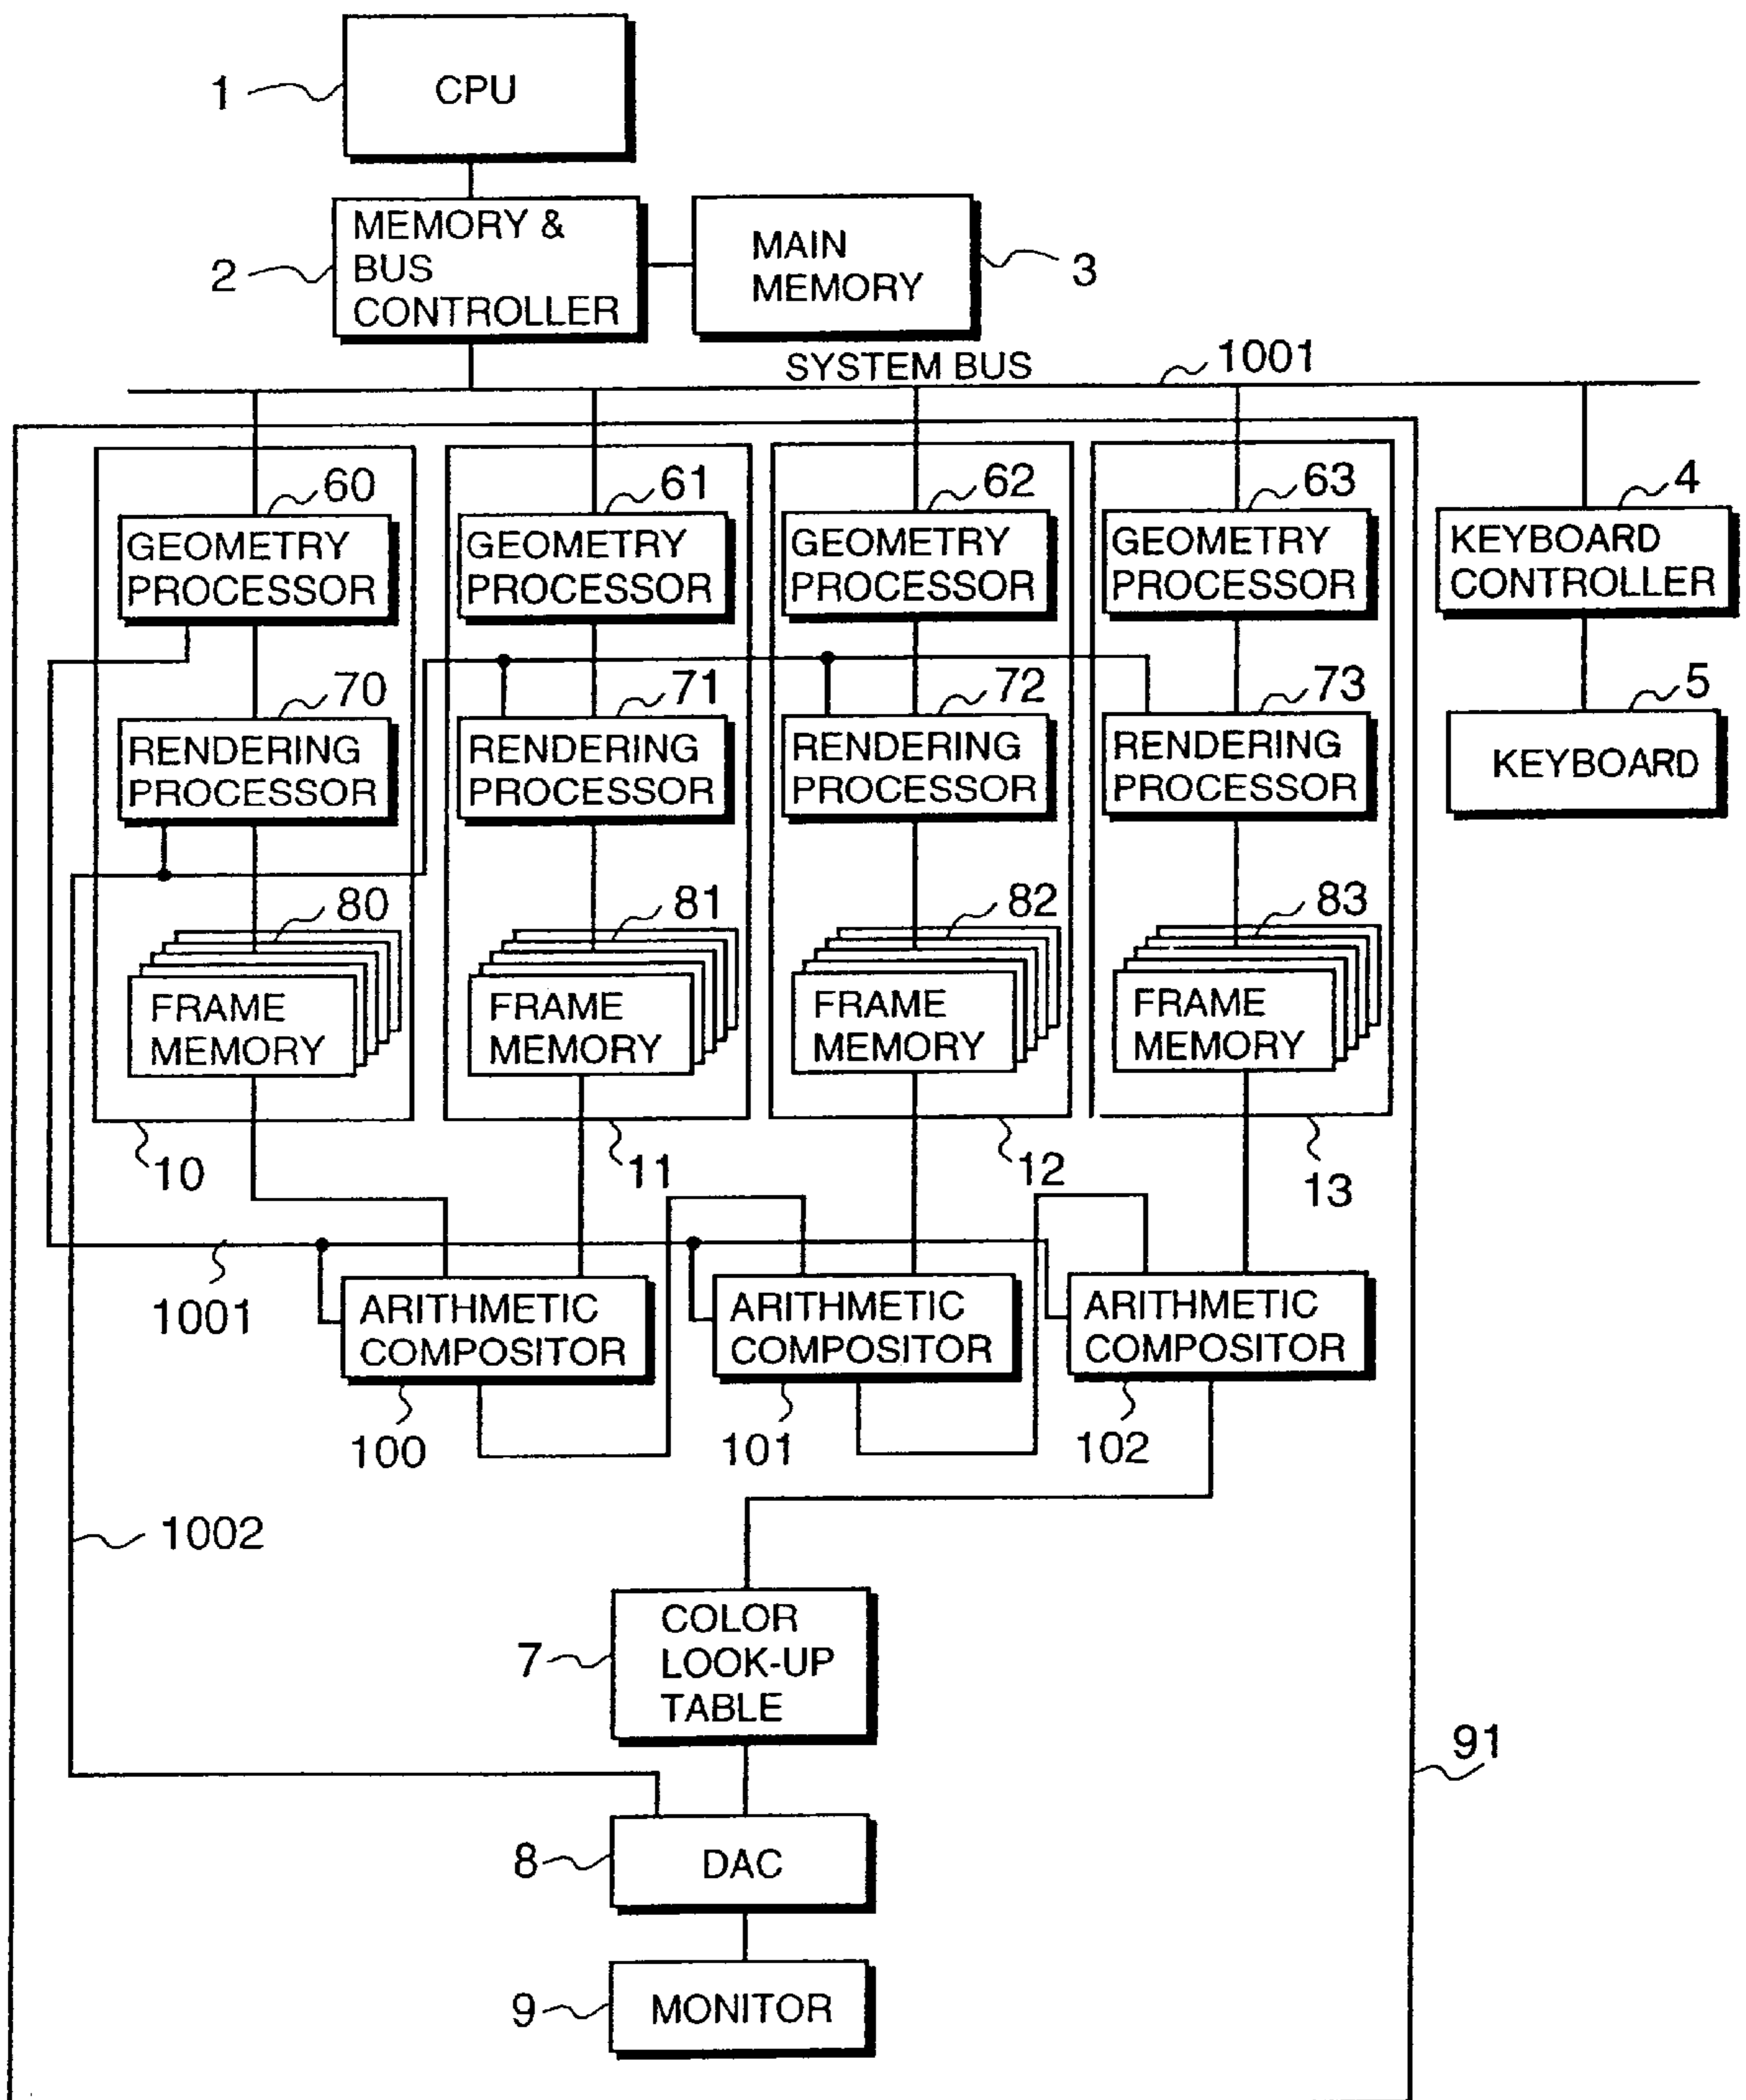 1
CPU
2
MEMORY &
BUS
CONTROLLER
MAIN
MEMORY
3
SYSTEM BUS
1001
60
61
62
63
4
GEOMETRY
PROCESSOR
GEOMETRY
PROCESSOR
GEOMETRY
PROCESSOR
GEOMETRY
PROCESSOR
KEYBOARD
CONTROLLER
70
71
72
73
5
RENDERING
PROCESSOR
RENDERING
PROCESSOR
RENDERING
PROCESSOR
RENDERING
PROCESSOR
KEYBOARD
80
81
82
83
FRAME
MEMORY
FRAME
MEMORY
FRAME
MEMORY
FRAME
MEMORY
10
11
12
13
1001
ARITHMETIC
COMPOSITOR
ARITHMETIC
COMPOSITOR
ARITHMETIC
COMPOSITOR
100
101
102
1002
7
COLOR
LOOK-UP
TABLE
91
8
DAC
9
MONITOR